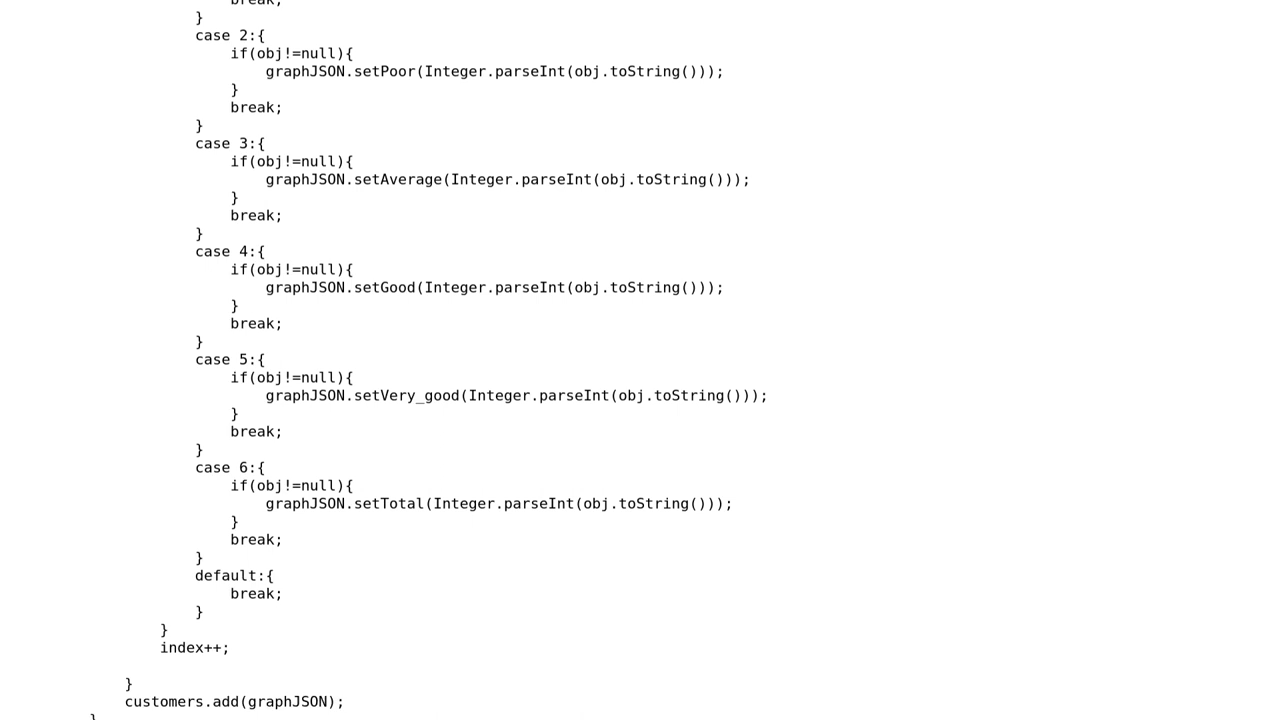 break;
}
case 2:{
if(obj!=null){
graphJSON.setPoor(Integer.parseInt(obj.toString()));
}
break;
}
case 3:{
if(obj!=null){
graphJSON.setAverage(Integer.parseInt(obj.toString()));
}
break;
}
case 4:{
if(obj!=null){
graphJSON.setGood(Integer.parseInt(obj.toString()));
}
break;
}
case 5:{
if(obj!=null){
graphJSON.setVery_good(Integer.parseInt(obj.toString()));
}
break;
}
case 6:{
if(obj!=null){
graphJSON.setTotal(Integer.parseInt(obj.toString()));
}
break;
}
default:{
break;
}
}
index++;
}
customers.add(graphJSON);
}